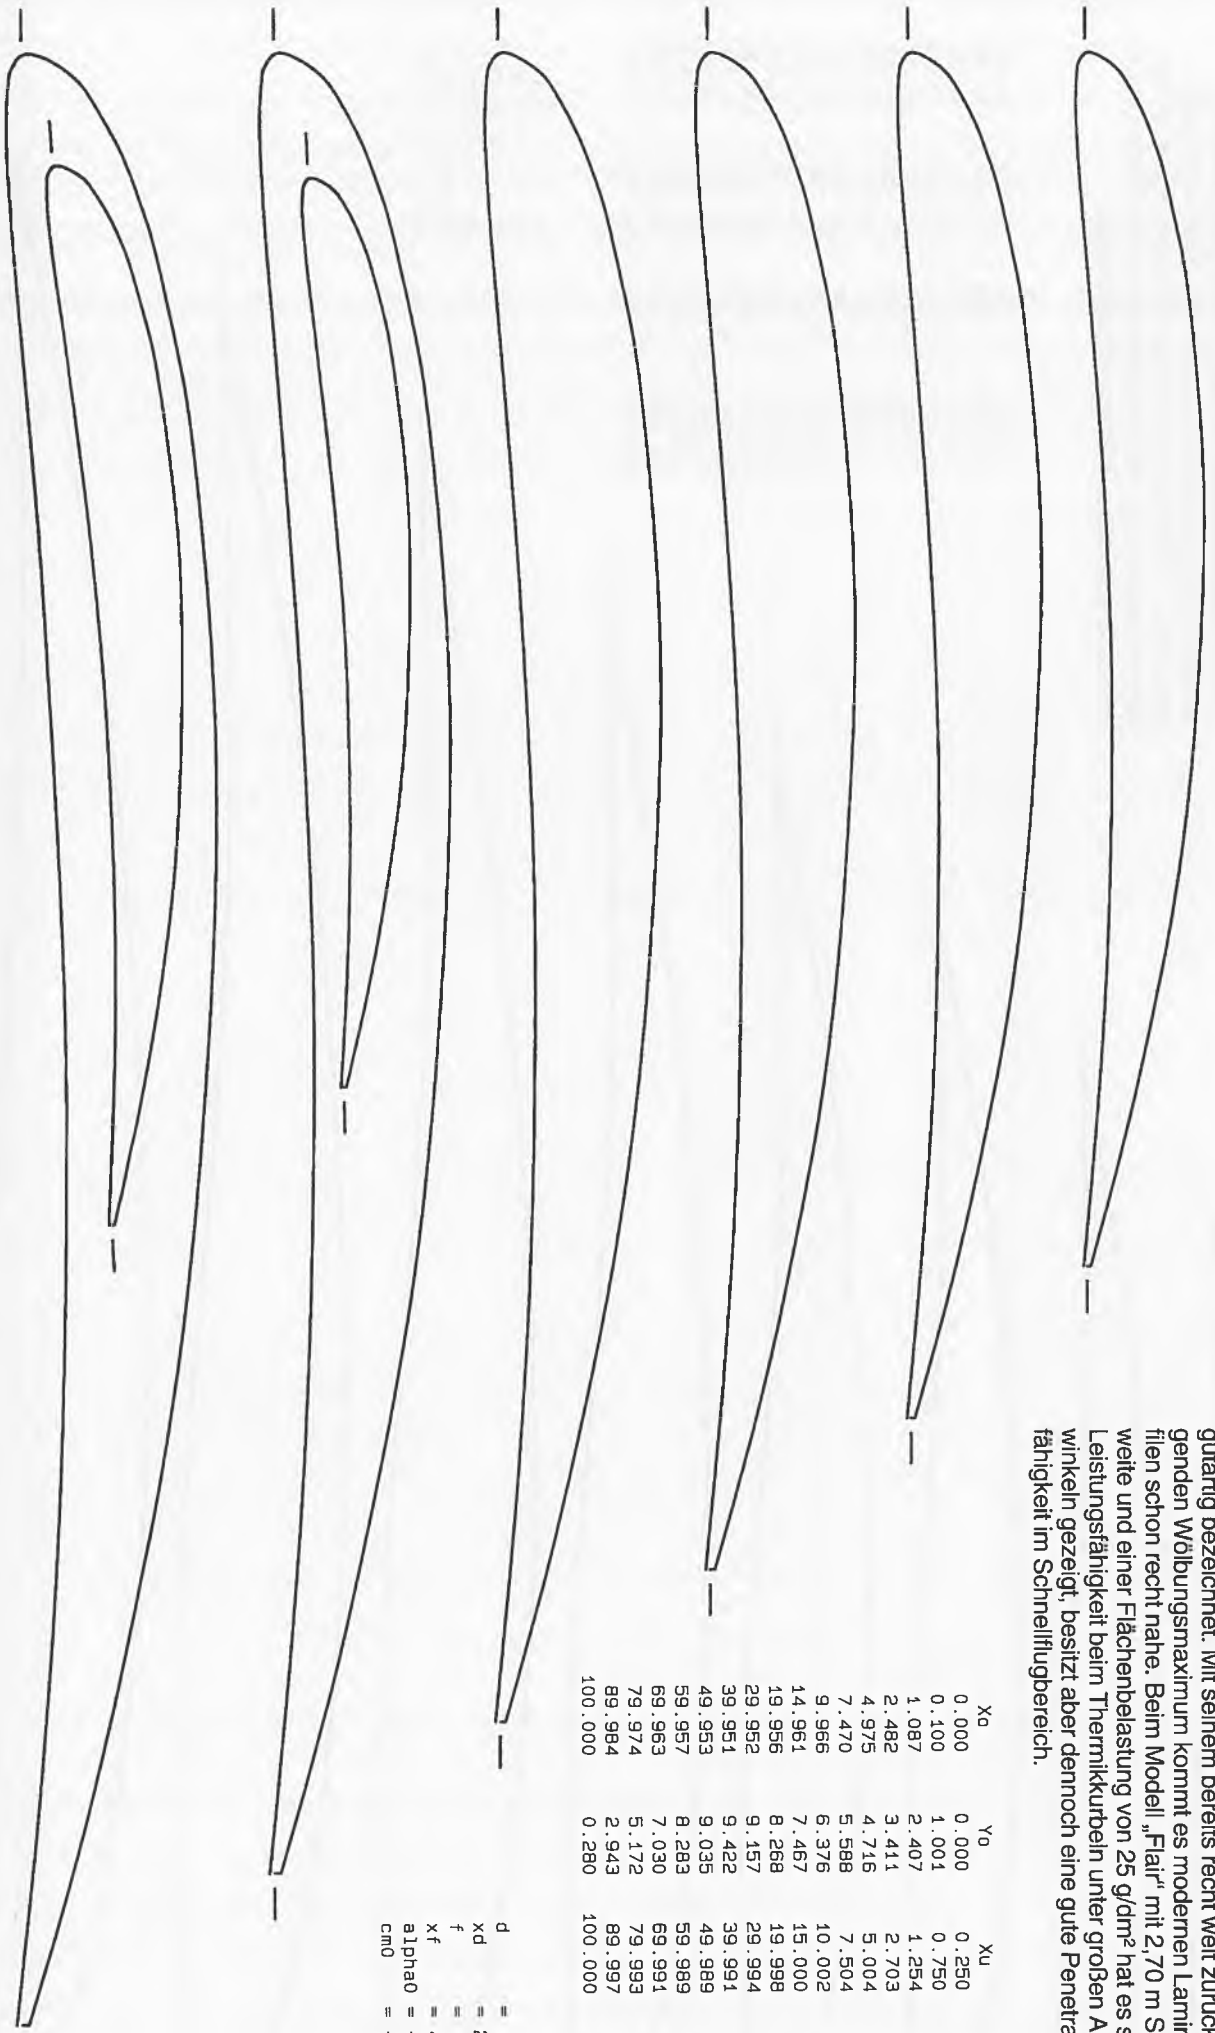 gutartig bezeichnet. Mit seinem bereits recht weit zurück
genden Wölbungsmaximum kommt es modernen Lamin
filen schon recht nahe. Beim Modell „Flair“ mit 2,70 m S
weite und einer Flächenbelastung von 25 g/dm² hat es s
Leistungsfähigkeit beim Thermikkurbeln unter großen A
winkeln gezeigt, besitzt aber dennoch eine gute Penetra
fähigkeit im Schnellflugbereich.
Xo Yo Xu
0.000 0.000 0.250
0.100 1.001 0.750
1.087 2.407 1.254
2.482 3.411 2.703
4.975 4.716 5.004
7.470 5.588 7.504
9.966 6.376 10.002
14.961 7.467 15.000
19.956 8.268 19.998
29.952 9.157 29.994
39.951 9.422 39.991
49.953 9.035 49.989
59.957 8.283 59.989
69.963 7.030 69.991
79.974 5.172 79.993
89.984 2.943 89.997
100.000 0.280 100.000
d =
xd =
f =
xf =
alpha0 =
cm0 =